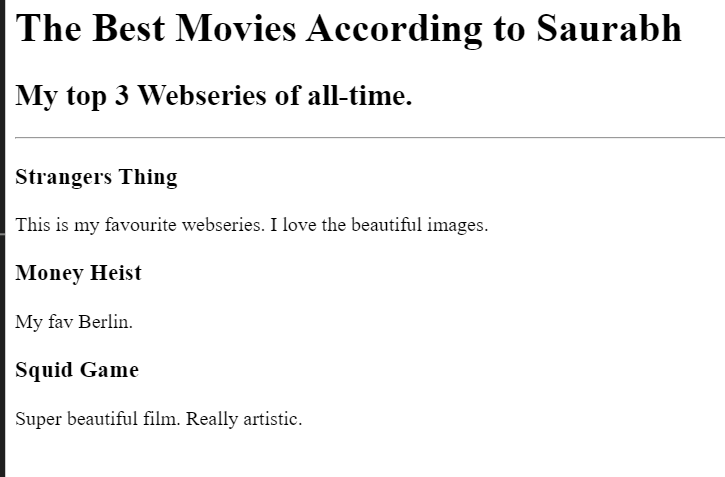 The Best Movies According to Saurabh
My top 3 Webseries of all-time.
Strangers Thing
This is my favourite webseries. I love the beautiful images.
Money Heist
My fav Berlin.
Squid Game
Super beautiful film. Really artistic.